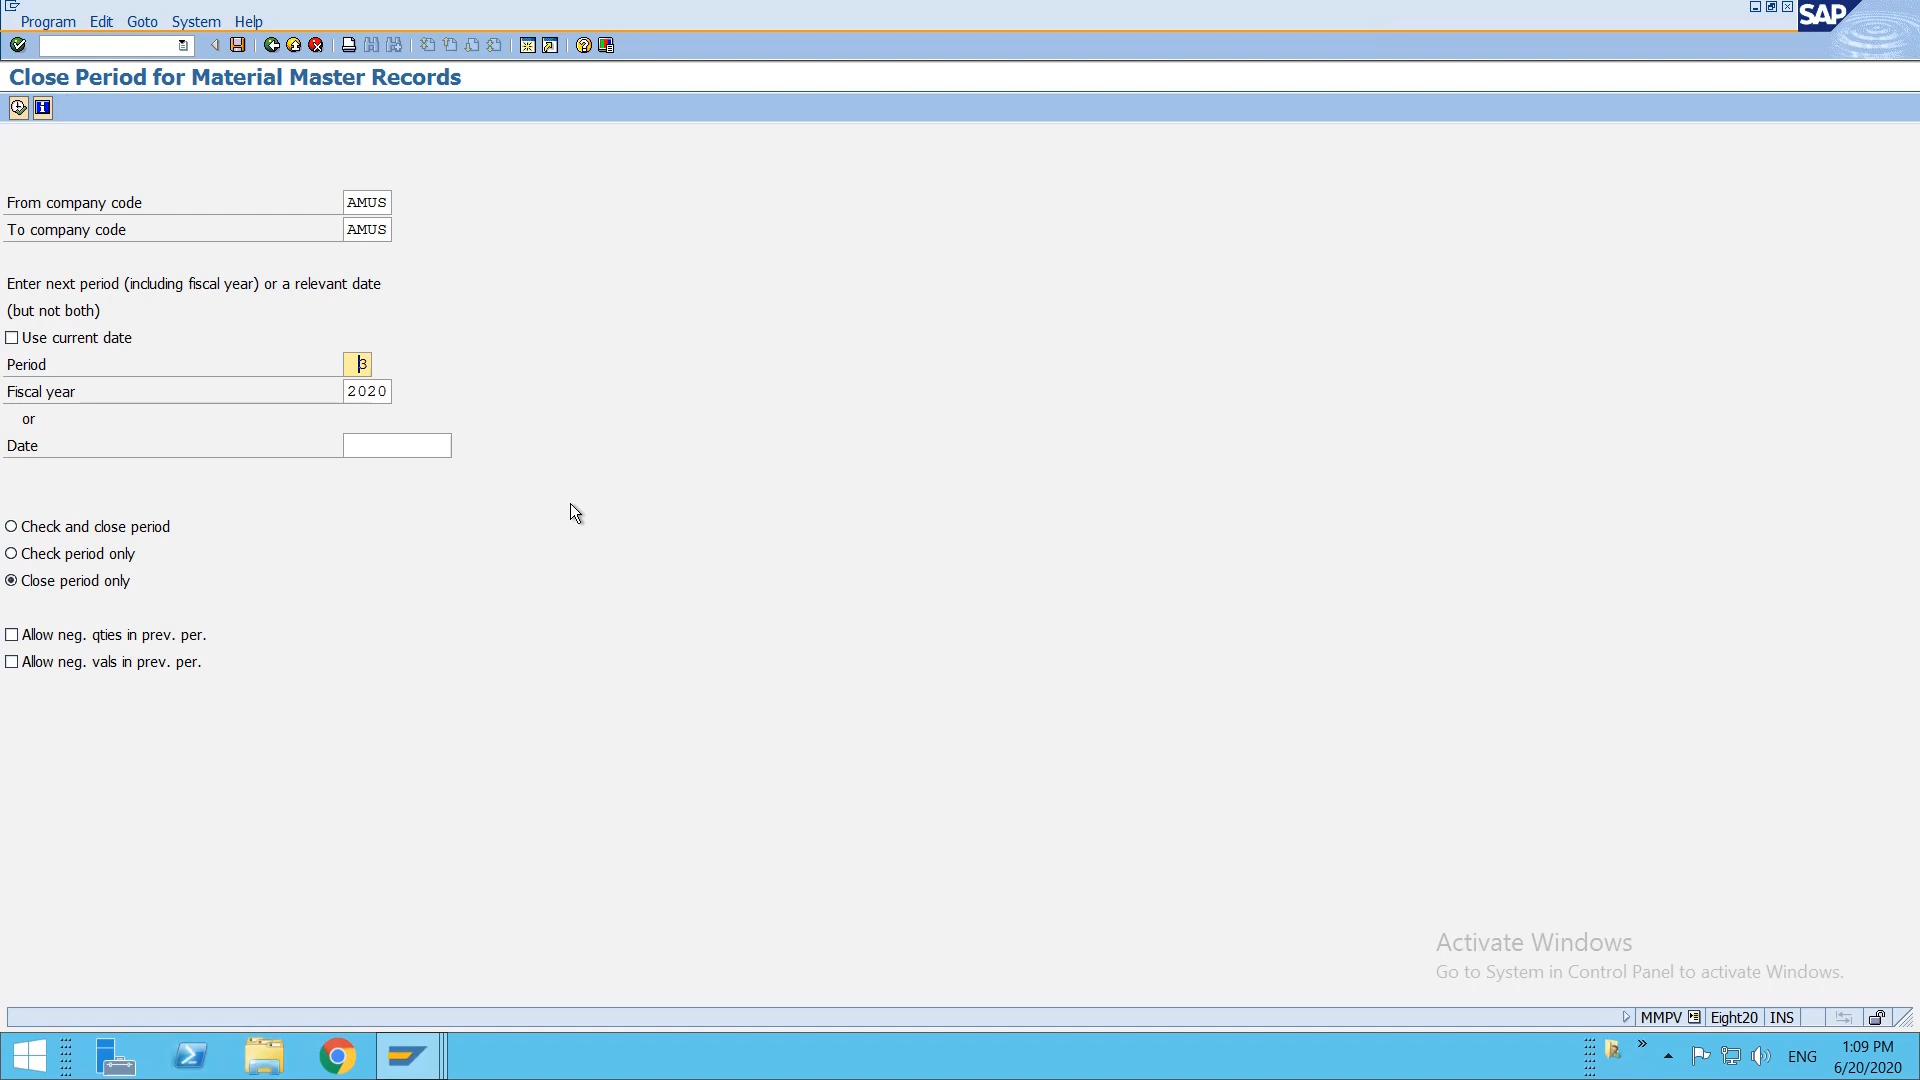 Program Edit Goto System Help
SAP
Close Period for Material Master Records
From company code AMUS
To company code AMUS
Enter next period (including fiscal year) or a relevant date
(but not both)
Use current date
Period 3
Fiscal year 2020
or
Date
Check and close period
Check period only
Close period only
Allow neg. qties in prev. per.
Allow neg. vals in prev. per.
Activate Windows
Go to System in Control Panel to activate Windows.
MMPV Eight20 INS
ENG 1:09 PM
6/20/2020